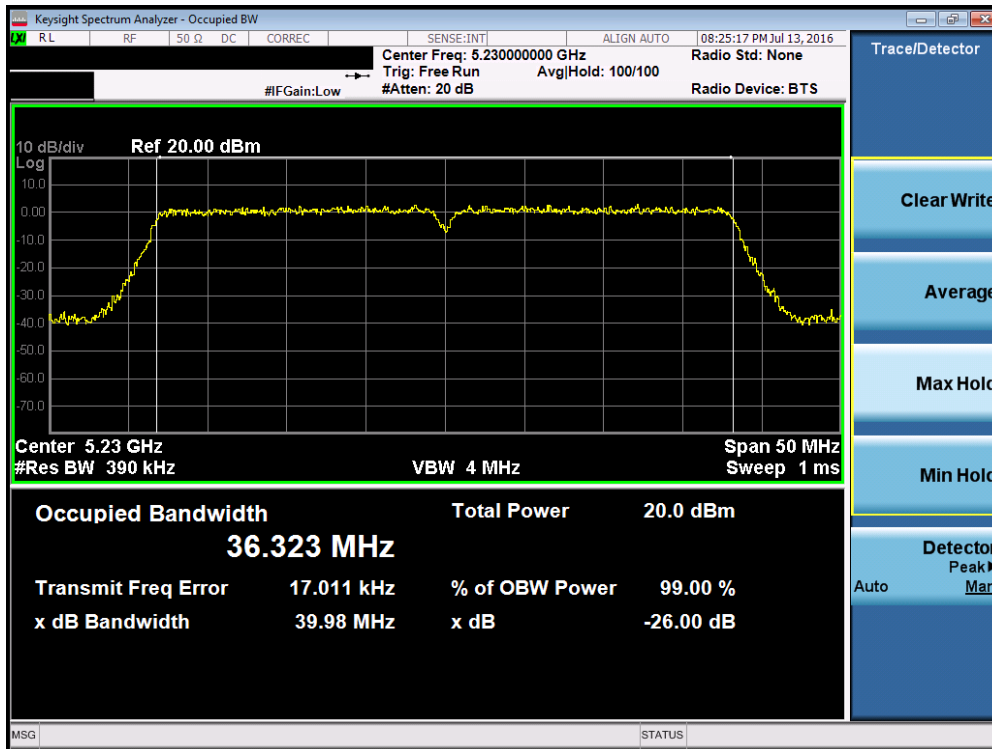 Keysight Spectrum Analyzer - Occupied BW
LXI RL RF 50 Ω DC CORREC SENSE:INT ALIGN AUTO 08:25:17 PM Jul 13, 2016
Center Freq: 5.230000000 GHz Radio Std: None
Trig: Free Run Avg|Hold: 100/100
#IFGain:Low #Atten: 20 dB Radio Device: BTS
10 dB/div Ref 20.00 dBm
Log
10.0
0.00
-10.0
-20.0
-30.0
-40.0
-50.0
-60.0
-70.0
Center 5.23 GHz Span 50 MHz
#Res BW 390 kHz VBW 4 MHz Sweep 1 ms
Occupied Bandwidth Total Power 20.0 dBm
36.323 MHz
Transmit Freq Error 17.011 kHz % of OBW Power 99.00 %
x dB Bandwidth 39.98 MHz x dB -26.00 dB
MSG STATUS
Trace/Detector
Clear Write
Average
Max Hold
Min Hold
Detector
Peak▶
Auto Man